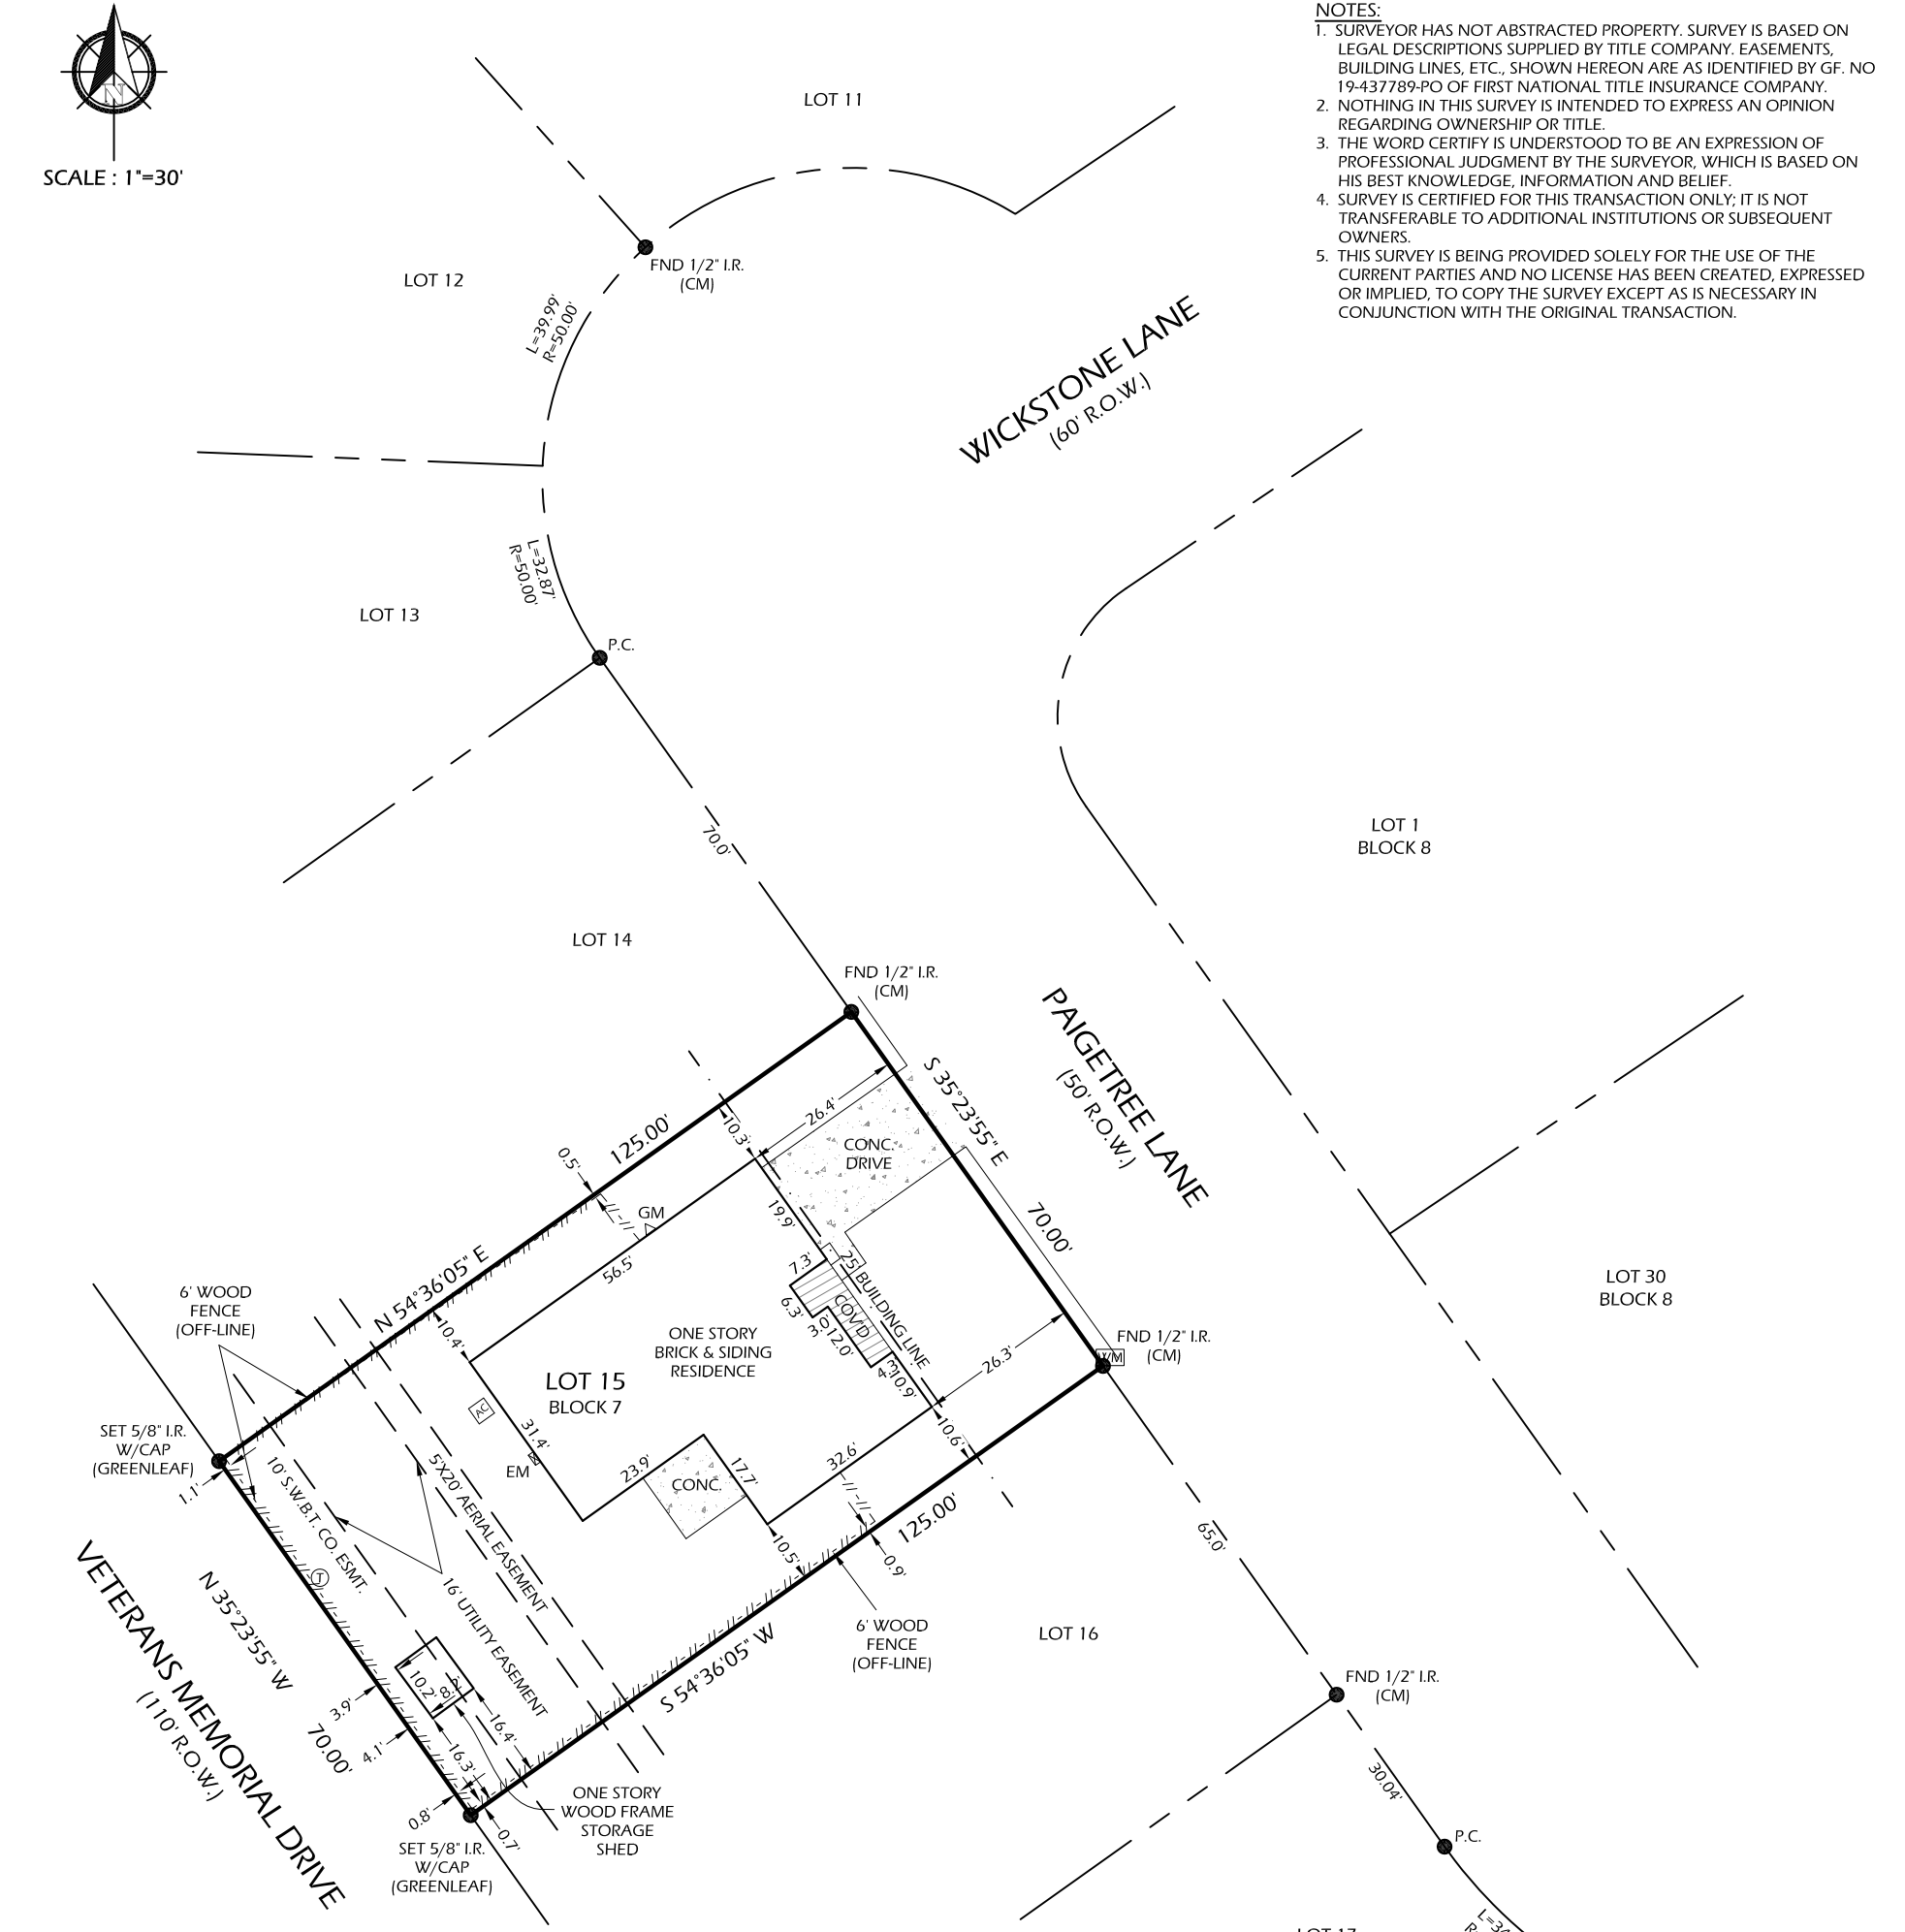 NOTES:
1. SURVEYOR HAS NOT ABSTRACTED PROPERTY. SURVEY IS BASED ON
LEGAL DESCRIPTIONS SUPPLIED BY TITLE COMPANY. EASEMENTS,
BUILDING LINES, ETC., SHOWN HEREON ARE AS IDENTIFIED BY GF. NO
19-437789-PO OF FIRST NATIONAL TITLE INSURANCE COMPANY.
2. NOTHING IN THIS SURVEY IS INTENDED TO EXPRESS AN OPINION
REGARDING OWNERSHIP OR TITLE.
3. THE WORD CERTIFY IS UNDERSTOOD TO BE AN EXPRESSION OF
PROFESSIONAL JUDGMENT BY THE SURVEYOR, WHICH IS BASED ON
HIS BEST KNOWLEDGE, INFORMATION AND BELIEF.
4. SURVEY IS CERTIFIED FOR THIS TRANSACTION ONLY; IT IS NOT
TRANSFERABLE TO ADDITIONAL INSTITUTIONS OR SUBSEQUENT
OWNERS.
5. THIS SURVEY IS BEING PROVIDED SOLELY FOR THE USE OF THE
CURRENT PARTIES AND NO LICENSE HAS BEEN CREATED, EXPRESSED
OR IMPLIED, TO COPY THE SURVEY EXCEPT AS IS NECESSARY IN
CONJUNCTION WITH THE ORIGINAL TRANSACTION.
N
SCALE : 1"=30'
LOT 11
FND 1/2" I.R.
(CM)
LOT 12
L=39.99'
R=50.00'
WICKSTONE LANE
(60' R.O.W.)
L=32.87'
R=50.00'
LOT 13
P.C.
70.0'
LOT 1
BLOCK 8
LOT 14
FND 1/2" I.R.
(CM)
PAIGETREE LANE
(50' R.O.W.)
S 35°23'55" E
70.00'
125.00'
N 54°36'05" E
26.4'
10.3'
CONC.
DRIVE
0.5'
GM
19.9'
56.5'
7.3'
6.3'
3.0'
12.0'
4.3'
10.9'
COV'D
25' BUILDING LINE
26.3'
FND 1/2" I.R.
(CM)
WM
LOT 30
BLOCK 8
6' WOOD
FENCE
(OFF-LINE)
10.4'
ONE STORY
BRICK & SIDING
RESIDENCE
LOT 15
BLOCK 7
AC
31.4'
EM
23.9'
CONC.
17.7'
32.6'
10.6'
10.5'
0.9'
125.00'
S 54°36'05" W
SET 5/8" I.R.
W/CAP
(GREENLEAF)
1.1'
10' S.W.B.T. CO. ESMT.
5'X20' AERIAL EASEMENT
16' UTILITY EASEMENT
J
6' WOOD
FENCE
(OFF-LINE)
LOT 16
65.0'
FND 1/2" I.R.
(CM)
VETERANS MEMORIAL DRIVE
(110' R.O.W.)
N 35°23'55" W
70.00'
10.2'
8.2'
16.4'
16.3'
3.9'
4.1'
0.8'
0.7'
ONE STORY
WOOD FRAME
STORAGE
SHED
SET 5/8" I.R.
W/CAP
(GREENLEAF)
30.04'
P.C.